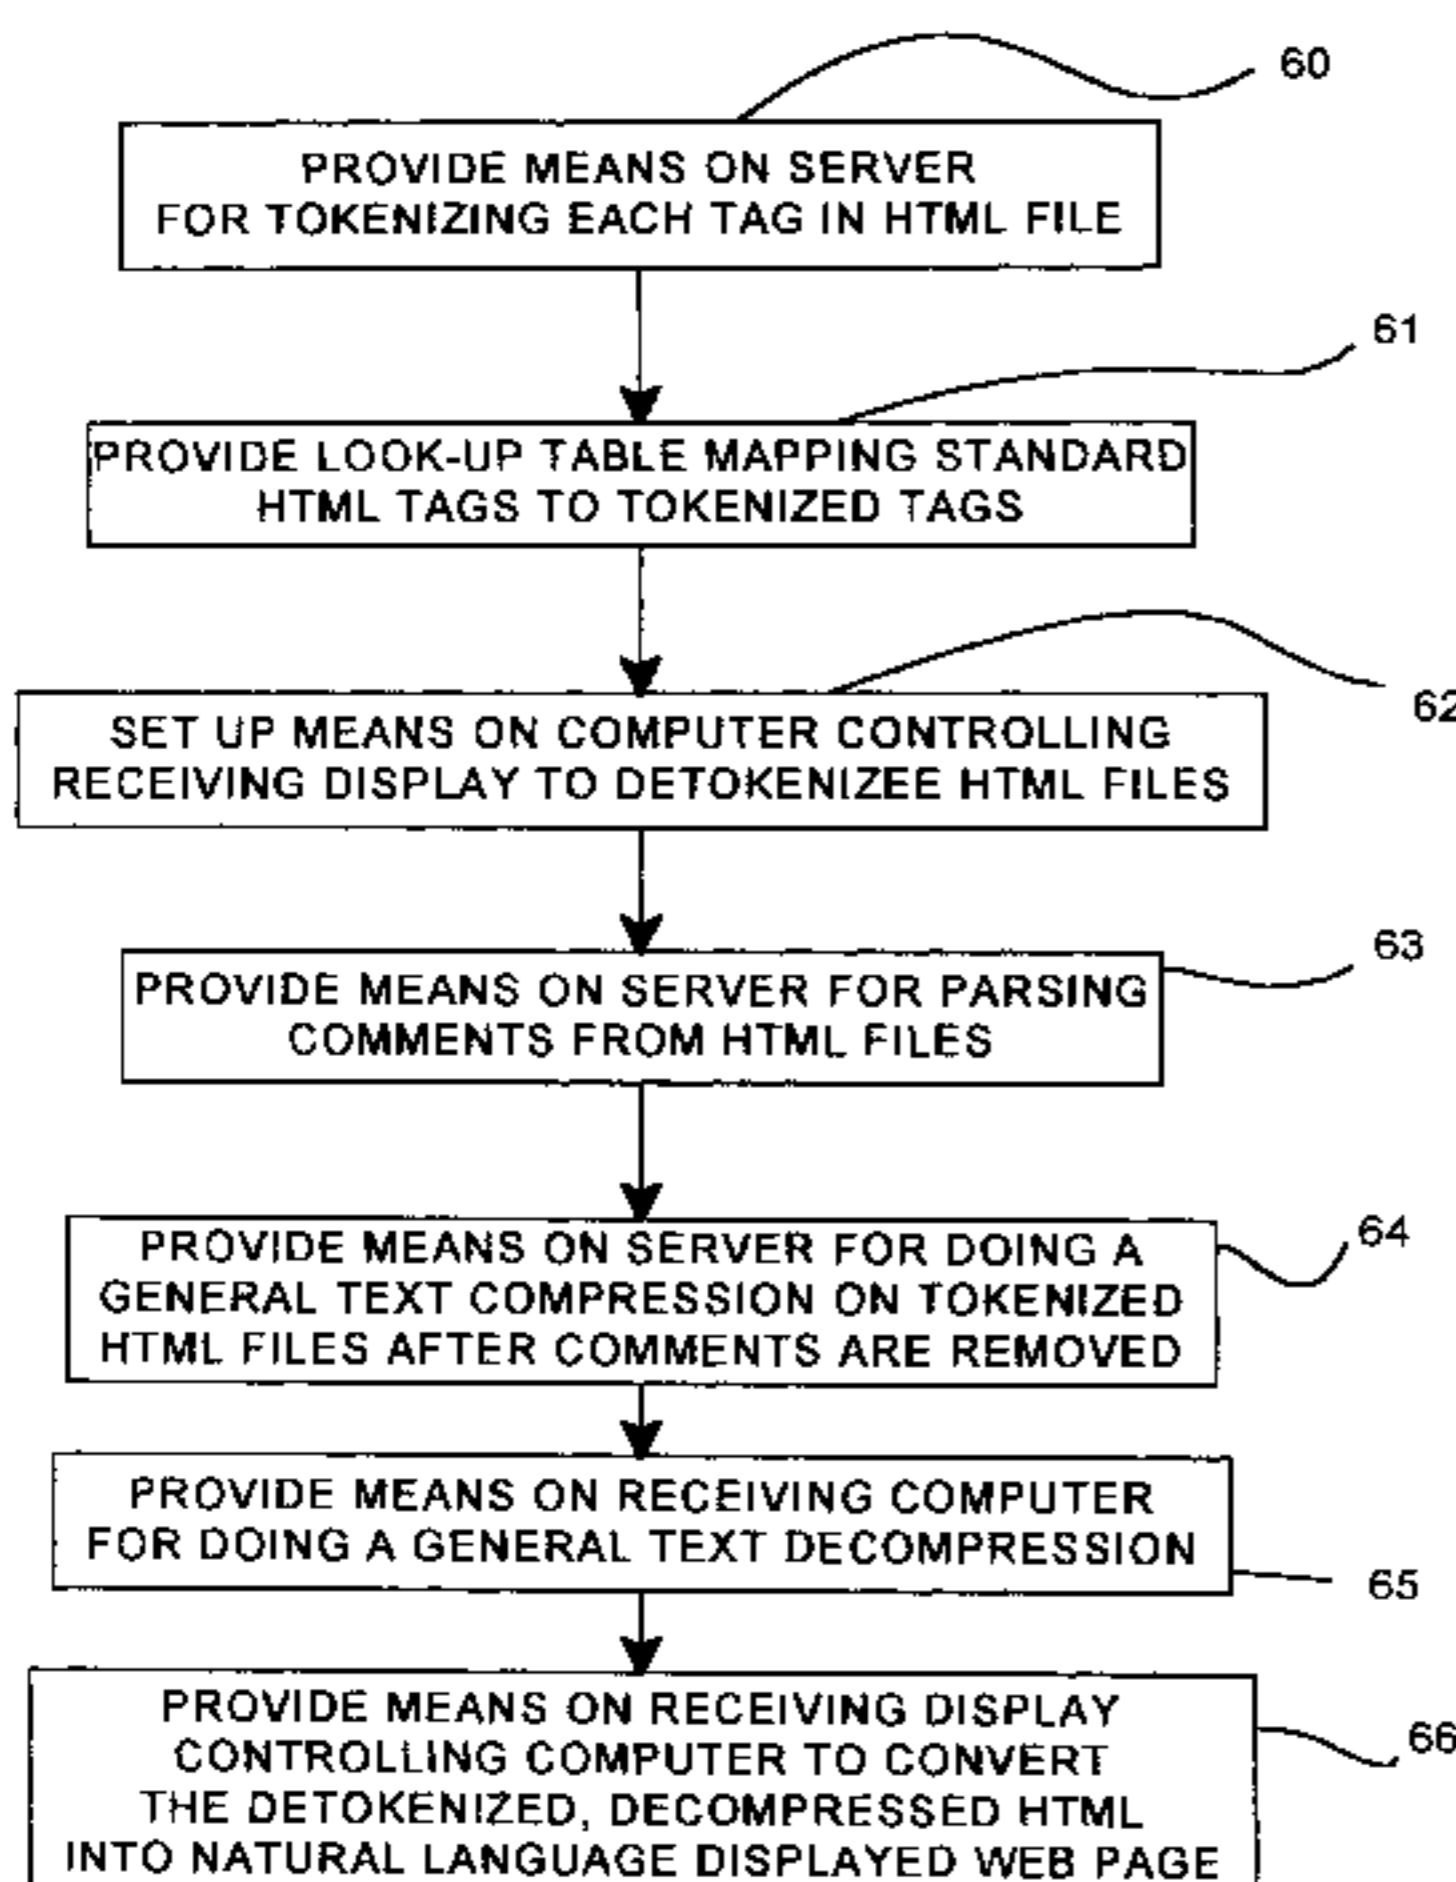 60
PROVIDE MEANS ON SERVER
FOR TOKENIZING EACH TAG IN HTML FILE
61
PROVIDE LOOK-UP TABLE MAPPING STANDARD
HTML TAGS TO TOKENIZED TAGS
62
SET UP MEANS ON COMPUTER CONTROLLING
RECEIVING DISPLAY TO DETOKENIZEE HTML FILES
63
PROVIDE MEANS ON SERVER FOR PARSING
COMMENTS FROM HTML FILES
64
PROVIDE MEANS ON SERVER FOR DOING A
GENERAL TEXT COMPRESSION ON TOKENIZED
HTML FILES AFTER COMMENTS ARE REMOVED
PROVIDE MEANS ON RECEIVING COMPUTER
FOR DOING A GENERAL TEXT DECOMPRESSION
65
PROVIDE MEANS ON RECEIVING DISPLAY
66
CONTROLLING COMPUTER TO CONVERT
THE DETOKENIZED, DECOMPRESSED HTML
INTO NATURAL LANGUAGE DISPLAYED WEB PAGE